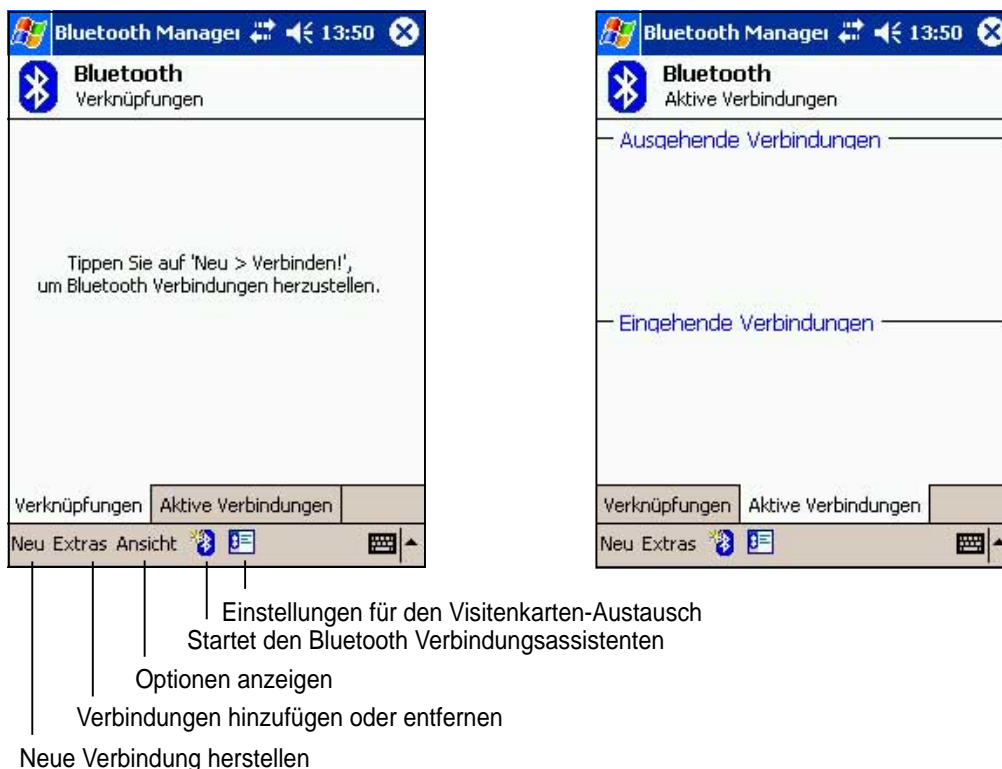 Bluetooth Manager 13:50
Bluetooth
Verknüpfungen
Tippen Sie auf 'Neu > Verbinden!',
um Bluetooth Verbindungen herzustellen.
Verknüpfungen Aktive Verbindungen
Neu Extras Ansicht
Bluetooth Manager 13:50
Bluetooth
Aktive Verbindungen
Ausgehende Verbindungen
Eingehende Verbindungen
Verknüpfungen Aktive Verbindungen
Neu Extras
Einstellungen für den Visitenkarten-Austausch
Startet den Bluetooth Verbindungsassistenten
Optionen anzeigen
Verbindungen hinzufügen oder entfernen
Neue Verbindung herstellen